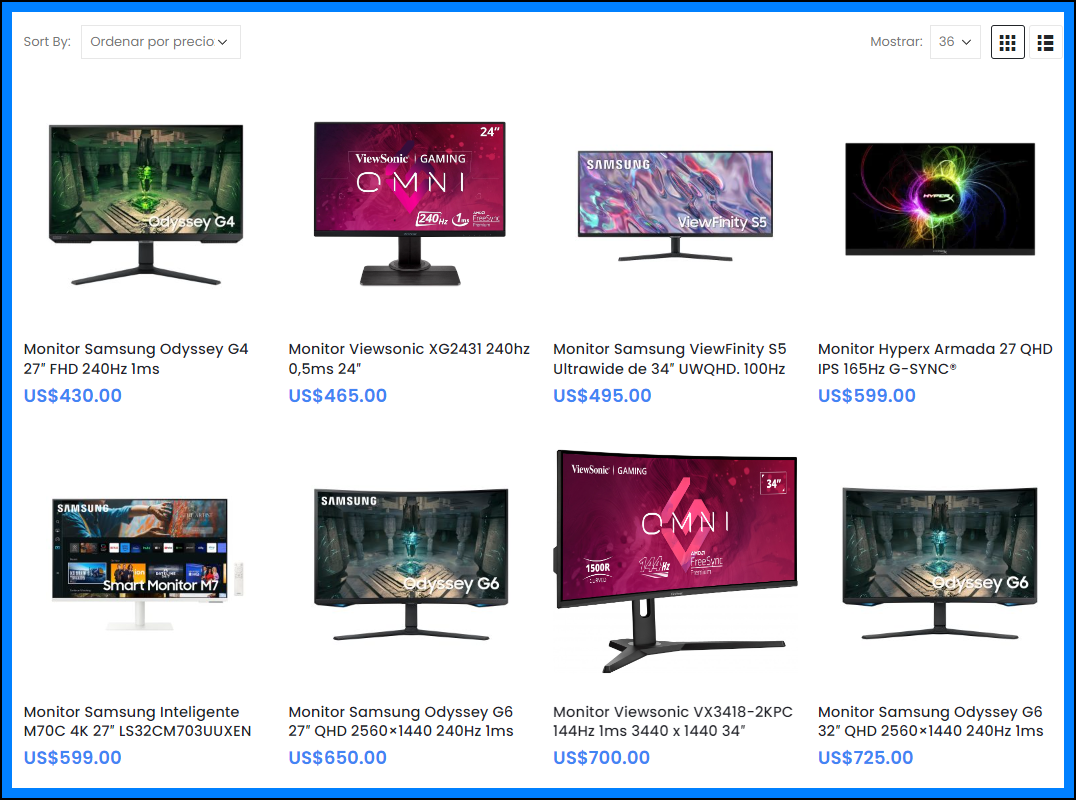 Sort By: Ordenar por precio Mostrar: 36
Odyssey G4
24”
ViewSonic | GAMING
OMNI
240Hz 1ms AMD FreeSync Premium
SAMSUNG
ViewFinity S5
HYPERX
Monitor Samsung Odyssey G4
27″ FHD 240Hz 1ms
US$430.00
Monitor Viewsonic XG2431 240hz
0,5ms 24″
US$465.00
Monitor Samsung ViewFinity S5
Ultrawide de 34″ UWQHD. 100Hz
US$495.00
Monitor Hyperx Armada 27 QHD
IPS 165Hz G-SYNC®
US$599.00
SAMSUNG
Smart Monitor M7
SAMSUNG
Odyssey G6
ViewSonic | GAMING
34”
OMNI
1500R
CURVED
144Hz
AMD
FreeSync
Premium
Odyssey G6
Monitor Samsung Inteligente
M70C 4K 27″ LS32CM703UUXEN
US$599.00
Monitor Samsung Odyssey G6
27″ QHD 2560×1440 240Hz 1ms
US$650.00
Monitor Viewsonic VX3418-2KPC
144Hz 1ms 3440 x 1440 34″
US$700.00
Monitor Samsung Odyssey G6
32″ QHD 2560×1440 240Hz 1ms
US$725.00